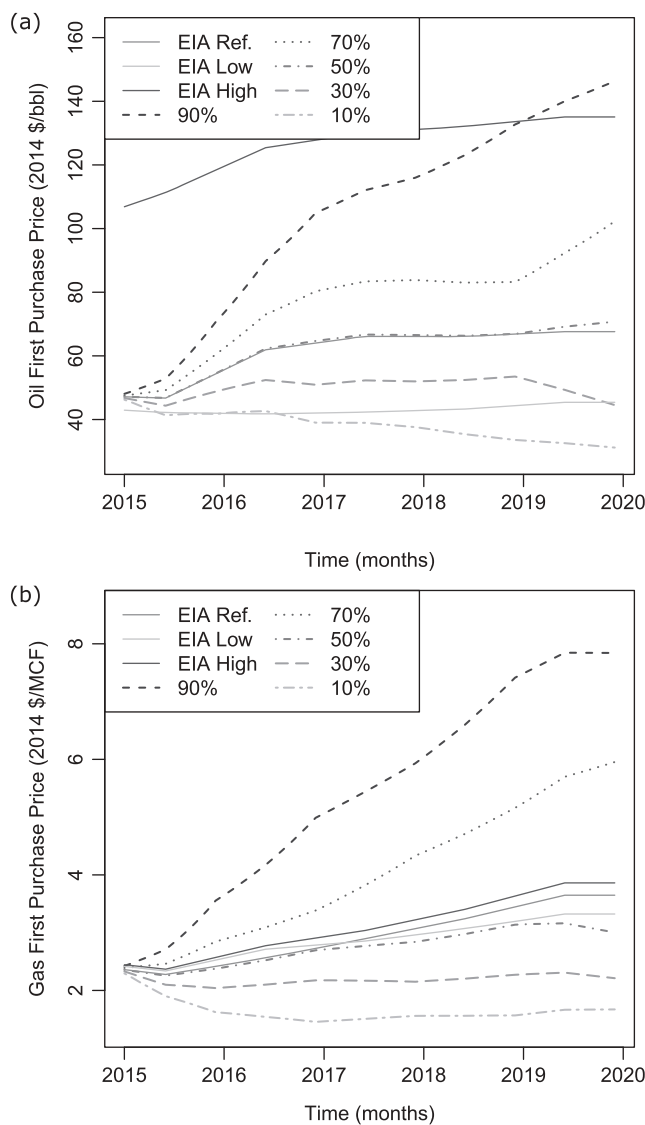 (a)
EIA Ref.
EIA Low
EIA High
90%
70%
50%
30%
10%
Oil First Purchase Price (2014 $/bbl)
160
140
120
100
80
60
40
2015 2016 2017 2018 2019 2020
Time (months)
(b)
EIA Ref.
EIA Low
EIA High
90%
70%
50%
30%
10%
Gas First Purchase Price (2014 $/MCF)
8
6
4
2
2015 2016 2017 2018 2019 2020
Time (months)